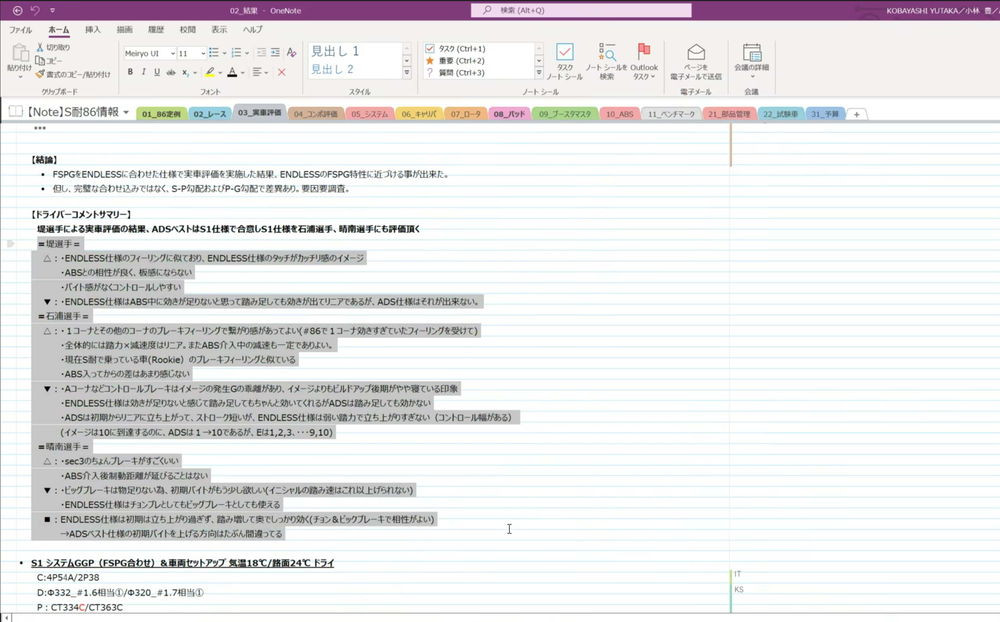 02_結果 - OneNote
検索 (Alt+Q)
KOBAYASHI YUTAKA／小林 豊／
ファイル ホーム 挿入 描画 履歴 校閲 表示 ヘルプ
貼り付け
切り取り
コピー
書式のコピー/貼り付け
クリップボード
Meiryo UI 11
B I U ab x₂ A
フォント
見出し 1
見出し 2
スタイル
タスク (Ctrl+1)
重要 (Ctrl+2)
? 質問 (Ctrl+3)
タスク
ノート シール
ノート シールを
検索
Outlook
タスク
ノート シール
ページを
電子メールで送信
電子メール
会議の詳細
会議
【Note】S耐86情報
01_86定例 02_レース 03_実車評価 04_コンポ評価 05_システム 06_キャリパ 07_ロータ 08_パッド 09_ブースタマスタ 10_ABS 11_ベンチマーク 21_部品管理 22_試験車 31_予算 +
***
【結論】
• FSPGをENDLESSに合わせた仕様で実車評価を実施した結果、ENDLESSのFSPG特性に近づける事が出来た。
• 但し、完璧な合わせ込みではなく、S-P勾配およびP-G勾配で差異あり。要因要調査。
【ドライバーコメントサマリー】
堤選手による実車評価の結果、ADSベストはS1仕様で合意しS1仕様を石浦選手、晴南選手にも評価頂く
＝堤選手＝
△：・ENDLESS仕様のフィーリングに似ており、ENDLESS仕様のタッチがカッチリ感のイメージ
・ABSとの相性が良く、板感にならない
・バイト感がなくコントロールしやすい
▼：・ENDLESS仕様はABS中に効きが足りないと思って踏み足しても効きが出てリニアであるが、ADS仕様はそれが出来ない。
＝石浦選手＝
△：・１コーナとその他のコーナのブレーキフィーリングで繋がり感があってよい(#86で１コーナ効きすぎていたフィーリングを受けて)
・全体的には踏力×減速度はリニア。またABS介入中の減速も一定でありよい。
・現在S耐で乗っている車(Rookie）のブレーキフィーリングと似ている
・ABS入ってからの差はあまり感じない
▼：・Aコーナなどコントロールブレーキはイメージの発生Gの乖離があり、イメージよりもビルドアップ後期がやや寝ている印象
・ENDLESS仕様は効きが足りないと感じて踏み足してもちゃんと効いてくれるがADSは踏み足しても効かない
・ADSは初期からリニアに立ち上がって、ストローク短いが、ENDLESS仕様は弱い踏力で立ち上がりすぎない（コントロール幅がある）
(イメージは10に到達するのに、ADSは１→10であるが、Eは1,2,3、・・・9,10)
＝晴南選手＝
△：・sec3のちょんブレーキがすごくいい
・ABS介入後制動距離が延びることはない
▼：・ビッグブレーキは物足りない為、初期バイトがもう少し欲しい(イニシャルの踏み速はこれ以上げられない)
・ENDLESS仕様はチョンブレとしてもビッグブレーキとしても使える
■：ENDLESS仕様は初期は立ち上がり過ぎず、踏み増して奥でしっかり効く(チョン＆ビックブレーキで相性がよい)
→ADSベスト仕様の初期バイトを上げる方向はたぶん間違ってる
• S1 システムGGP（FSPG合わせ）＆車両セットアップ 気温18℃/路面24℃ ドライ
C:4P54A/2P38
IT
D:Φ332_#1.6相当①/Φ320_#1.7相当①
KS
P：CT334C/CT363C